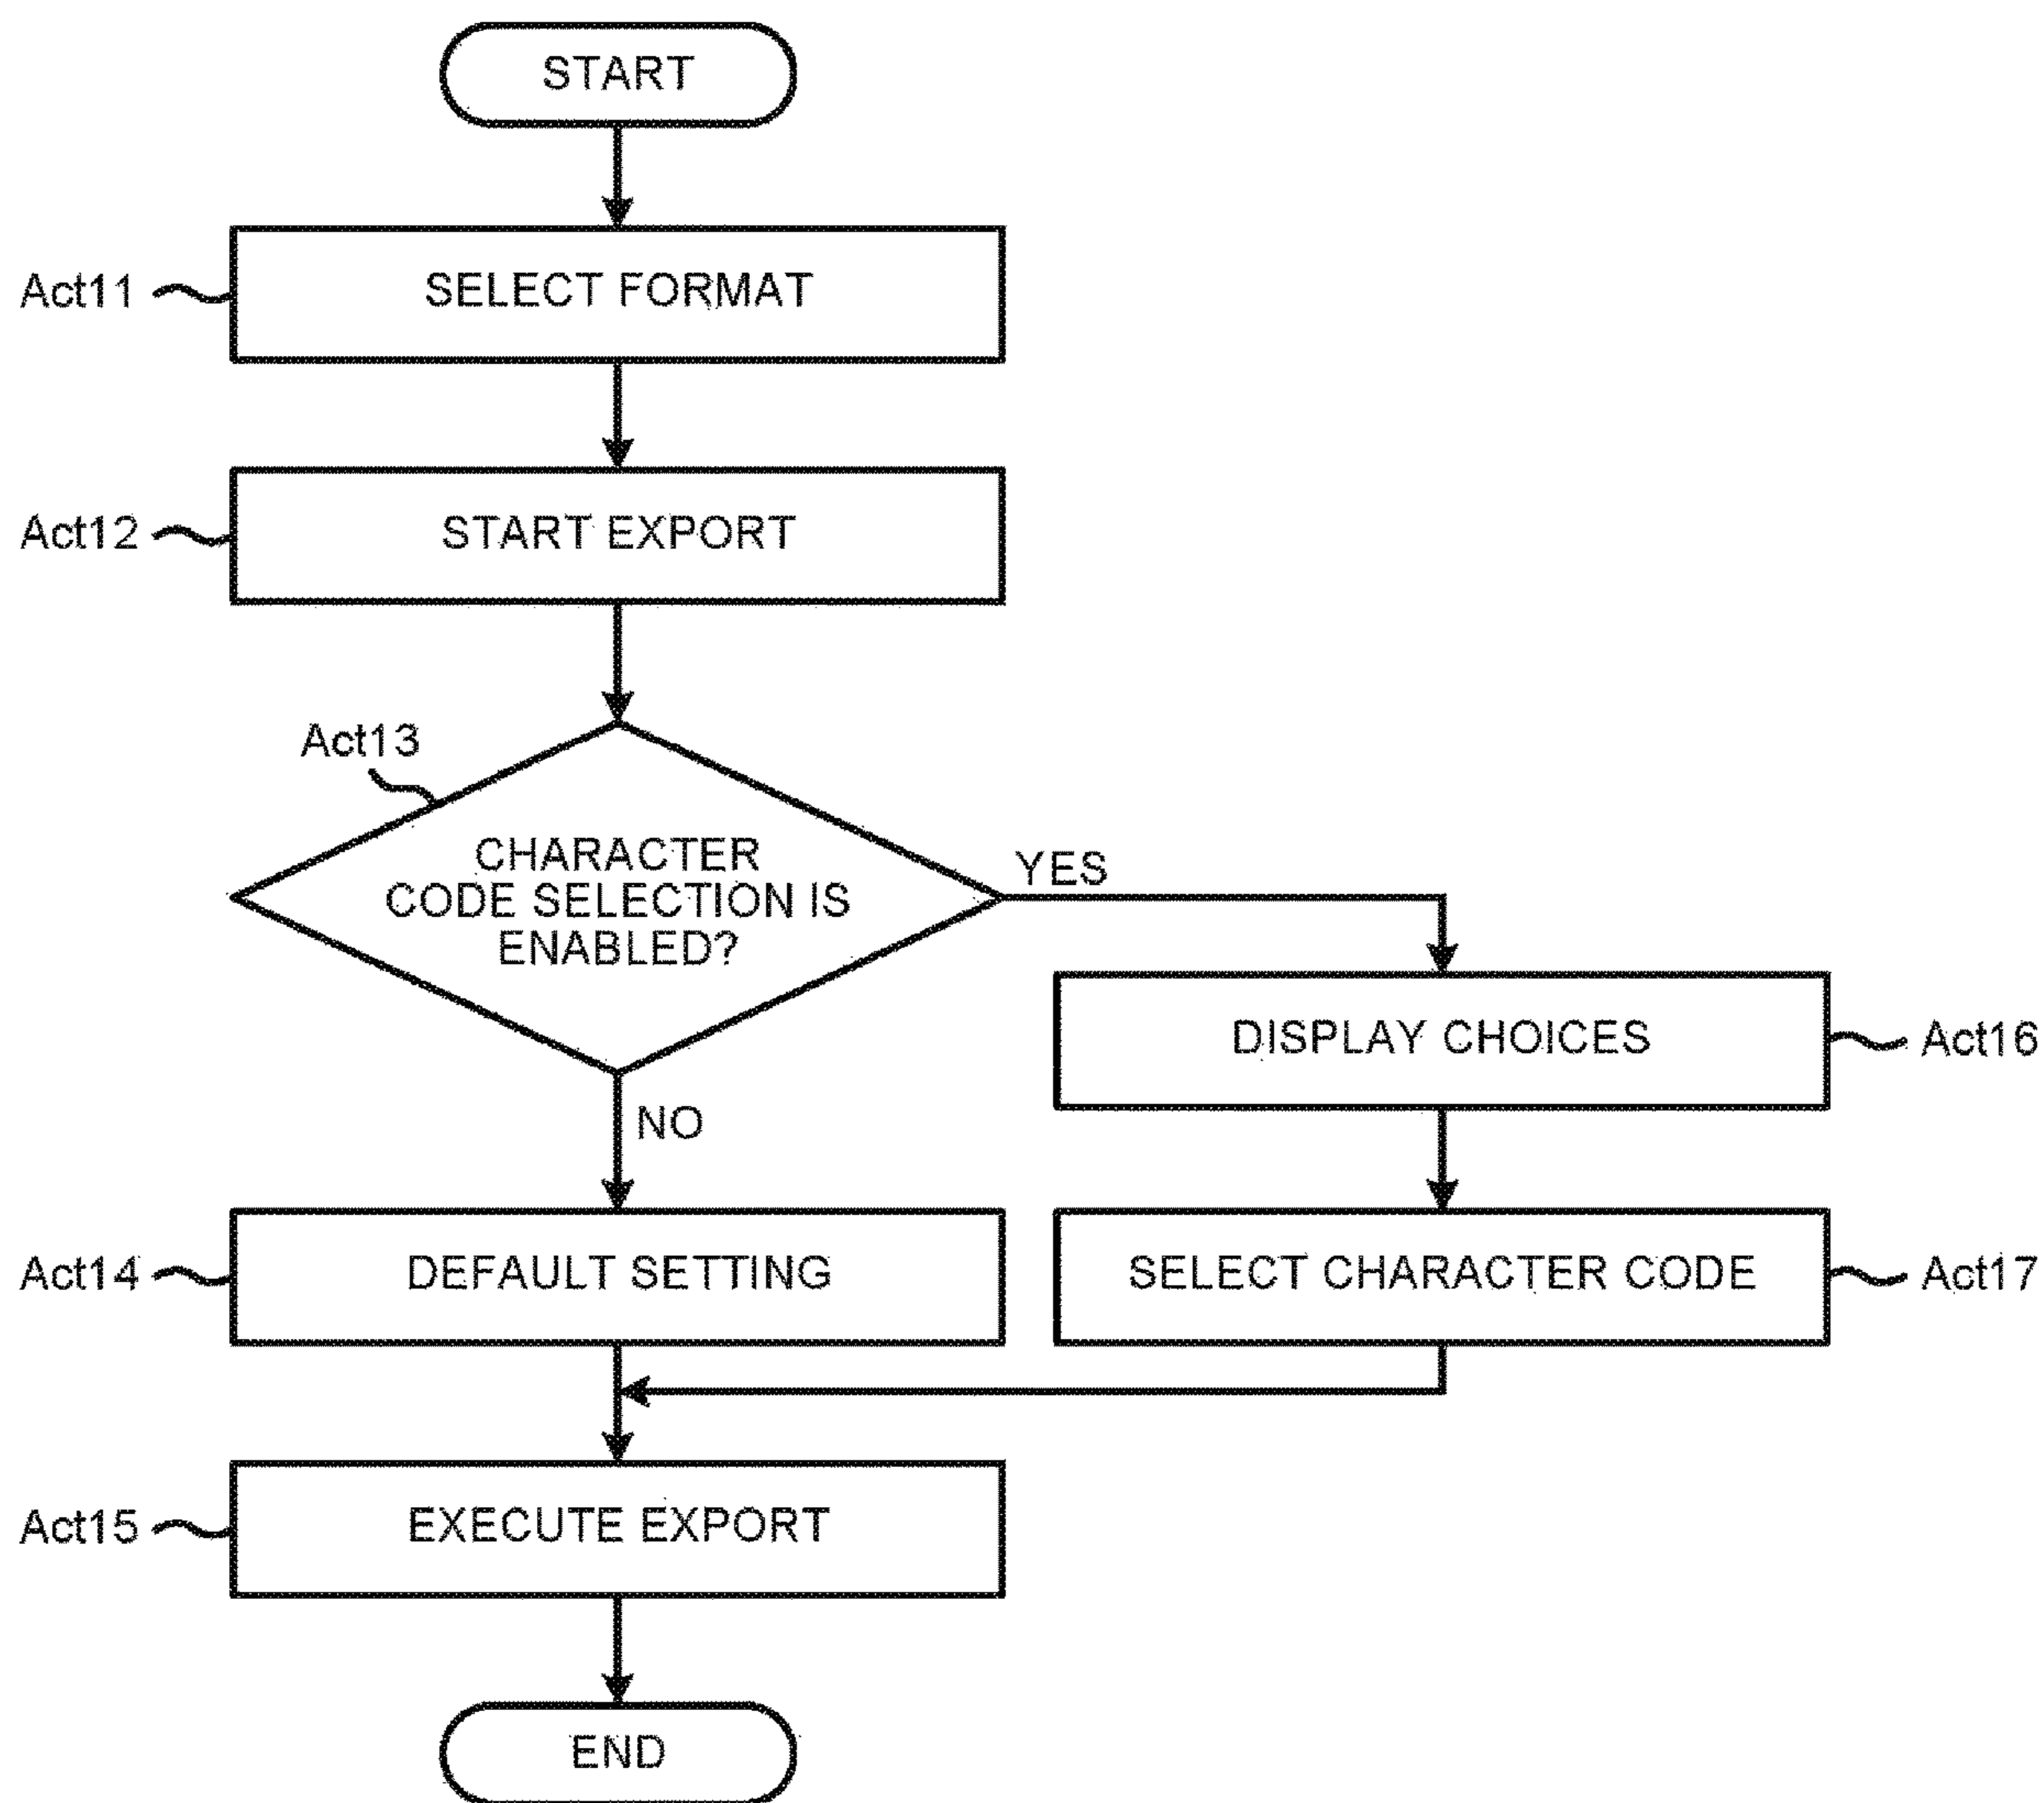 START
Act11
SELECT FORMAT
Act12
START EXPORT
Act13
CHARACTER
CODE SELECTION IS
ENABLED?
YES
NO
DISPLAY CHOICES
Act16
Act14
DEFAULT SETTING
SELECT CHARACTER CODE
Act17
Act15
EXECUTE EXPORT
END